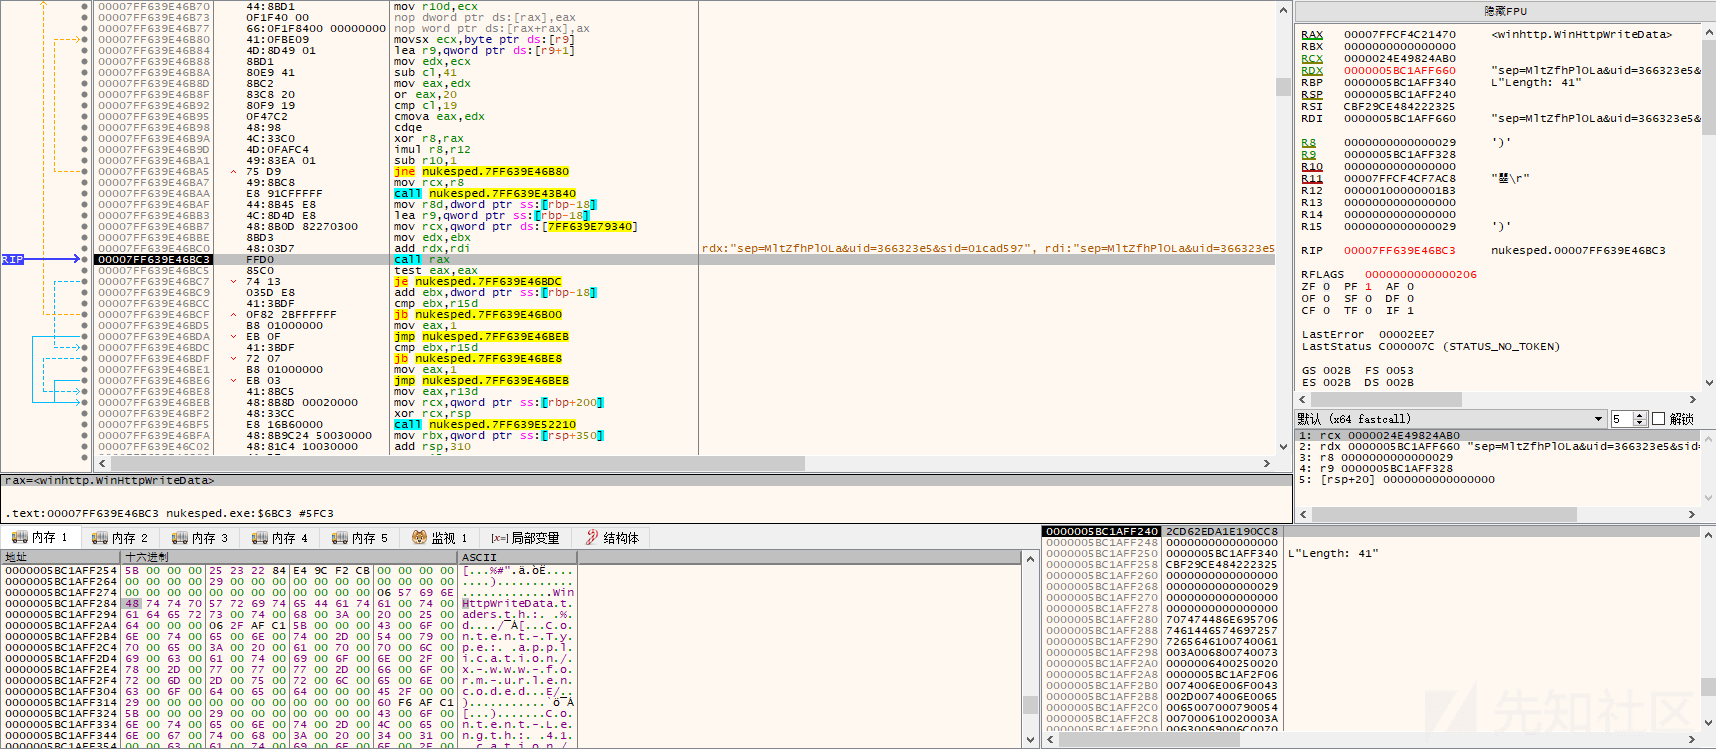 00007FF639E46B70 44:8BD1 mov r10d,ecx
00007FF639E46B73 0F1F40 00 nop dword ptr ds:[rax],eax
00007FF639E46B77 66:0F1F8400 00000000 nop word ptr ds:[rax+rax],ax
00007FF639E46B80 41:0FBE09 movsx ecx,byte ptr ds:[r9]
00007FF639E46B84 4D:8D49 01 lea r9,qword ptr ds:[r9+1]
00007FF639E46B88 8BD1 mov edx,ecx
00007FF639E46B8A 80E9 41 sub cl,41
00007FF639E46B8D 8BC2 mov eax,edx
00007FF639E46B8F 83C8 20 or eax,20
00007FF639E46B92 80F9 19 cmp cl,19
00007FF639E46B95 0F47C2 cmova eax,edx
00007FF639E46B98 48:98 cdqe
00007FF639E46B9A 4C:33C0 xor r8,rax
00007FF639E46B9D 4D:0FAFC4 imul r8,r12
00007FF639E46BA1 49:83EA 01 sub r10,1
00007FF639E46BA5 75 D9 jne nukesped.7FF639E46B80
00007FF639E46BA7 49:8BC8 mov rcx,r8
00007FF639E46BAA E8 91CFFFFF call nukesped.7FF639E43B40
00007FF639E46BAF 44:8B45 E8 mov r8d,dword ptr ss:[rbp-18]
00007FF639E46BB3 4C:8D4D E8 lea r9,qword ptr ss:[rbp-18]
00007FF639E46BB7 48:8B0D 82270300 mov rcx,qword ptr ds:[7FF639E79340]
00007FF639E46BBE 8BD3 mov edx,ebx
00007FF639E46BC0 48:03D7 add rdx,rdi rdx:"sep=MltZfhPlOLa&uid=366323e5&sid=01cad597", rdi:"sep=MltZfhPlOLa&uid=366323e5
RIP 00007FF639E46BC3 FFD0 call rax
00007FF639E46BC5 85C0 test eax,eax
00007FF639E46BC7 74 13 je nukesped.7FF639E46BDC
00007FF639E46BC9 035D E8 add ebx,dword ptr ss:[rbp-18]
00007FF639E46BCC 41:3BDF cmp ebx,r15d
00007FF639E46BCF 0F82 2BFFFFFF jb nukesped.7FF639E46B00
00007FF639E46BD5 B8 01000000 mov eax,1
00007FF639E46BDA EB 0F jmp nukesped.7FF639E46BEB
00007FF639E46BDC 41:3BDF cmp ebx,r15d
00007FF639E46BDF 72 07 jb nukesped.7FF639E46BE8
00007FF639E46BE1 B8 01000000 mov eax,1
00007FF639E46BE6 EB 03 jmp nukesped.7FF639E46BEB
00007FF639E46BE8 41:8BC5 mov eax,r13d
00007FF639E46BEB 48:8B8D 00020000 mov rcx,qword ptr ss:[rbp+200]
00007FF639E46BF2 48:33CC xor rcx,rsp
00007FF639E46BF5 E8 16B60000 call nukesped.7FF639E52210
00007FF639E46BFA 48:8B9C24 50030000 mov rbx,qword ptr ss:[rsp+350]
00007FF639E46C02 48:81C4 10030000 add rsp,310
隐藏FPU
RAX 00007FFCF4C21470 <winhttp.WinHttpWriteData>
RBX 0000000000000000
RCX 0000024E49824AB0
RDX 0000005BC1AFF660 "sep=MltZfhPlOLa&uid=366323e5&
RBP 0000005BC1AFF340 L"Length: 41"
RSP 0000005BC1AFF240
RSI CBF29CE484222325
RDI 0000005BC1AFF660 "sep=MltZfhPlOLa&uid=366323e5&
R8 0000000000000029 ')'
R9 0000005BC1AFF328
R10 0000000000000000
R11 00007FFCF4CF7AC8
R12 00000100000001B3
R13 0000000000000000
R14 0000000000000000
R15 0000000000000029 ')'
RIP 00007FF639E46BC3 nukesped.00007FF639E46BC3
RFLAGS 0000000000000206
ZF 0 PF 1 AF 0
OF 0 SF 0 DF 0
CF 0 TF 0 IF 1
LastError 00002EE7
LastStatus C000007C (STATUS_NO_TOKEN)
GS 002B FS 0053
ES 002B DS 002B
默认 (x64 fastcall) 5 解锁
1: rcx 0000024E49824AB0
2: rdx 0000005BC1AFF660 "sep=MltZfhPlOLa&uid=366323e5&sid=
3: r8 0000000000000029
4: r9 0000005BC1AFF328
5: [rsp+20] 0000000000000000
rax=<winhttp.WinHttpWriteData>
.text:00007FF639E46BC3 nukesped.exe:$6BC3 #5FC3
内存 1 内存 2 内存 3 内存 4 内存 5 监视 1 [x=] 局部变量 结构体
地址 十六进制 ASCII
0000005BC1AFF254 5B 00 00 00 25 23 22 84 E4 9C F2 CB 00 00 00 00
0000005BC1AFF264 00 00 00 00 29 00 00 00 00 00 00 00 00 00 00 00 ....)...........
0000005BC1AFF274 00 00 00 00 00 00 00 00 00 00 00 00 06 57 69 6E .............Win
0000005BC1AFF284 48 74 74 70 57 72 69 74 65 44 61 74 61 00 74 00 HttpWriteData.t.
0000005BC1AFF294 61 64 65 72 73 00 74 00 68 00 3A 00 20 00 25 00 aders.t.h.:. .%.
0000005BC1AFF2A4 64 00 00 00 06 2F AF C1 5B 00 00 00 43 00 6F 00 d..../¯Á[...C.o.
0000005BC1AFF2B4 6E 00 74 00 65 00 6E 00 74 00 2D 00 54 00 79 00 n.t.e.n.t.-.T.y.
0000005BC1AFF2C4 70 00 65 00 3A 00 20 00 61 00 70 00 70 00 6C 00 p.e.:. .a.p.p.l.
0000005BC1AFF2D4 69 00 63 00 61 00 74 00 69 00 6F 00 6E 00 2F 00 i.c.a.t.i.o.n./.
0000005BC1AFF2E4 78 00 2D 00 77 00 77 00 77 00 2D 00 66 00 6F 00 x.-.w.w.w.-.f.o.
0000005BC1AFF2F4 72 00 6D 00 2D 00 75 00 72 00 6C 00 65 00 6E 00 r.m.-.u.r.l.e.n.
0000005BC1AFF304 63 00 6F 00 64 00 65 00 64 00 00 00 45 2F 00 00 c.o.d.e.d...E/..
0000005BC1AFF314 29 00 00 00 00 00 00 00 00 00 00 00 60 F6 AF C1 )...........`ö¯Á
0000005BC1AFF324 5B 00 00 00 29 00 00 00 00 00 00 00 43 00 6F 00 [...).......C.o.
0000005BC1AFF334 6E 00 74 00 65 00 6E 00 74 00 2D 00 4C 00 65 00 n.t.e.n.t.-.L.e.
0000005BC1AFF344 6E 00 67 00 74 00 68 00 3A 00 20 00 34 00 31 00 n.g.t.h.:. .4.1.
0000005BC1AFF240 2CD62EDA1E190CC8
0000005BC1AFF248 0000000000000000
0000005BC1AFF250 0000005BC1AFF340 L"Length: 41"
0000005BC1AFF258 CBF29CE484222325
0000005BC1AFF260 0000000000000000
0000005BC1AFF268 0000000000000029
0000005BC1AFF270 0000000000000000
0000005BC1AFF278 0000000000000000
0000005BC1AFF280 707474486E695706
0000005BC1AFF288 7461446574697257
0000005BC1AFF290 7265646100740061
0000005BC1AFF298 003A006800740073
0000005BC1AFF2A0 0000006400250020
0000005BC1AFF2A8 0000005BC1AF2F06
0000005BC1AFF2B0 0074006E006F0043
0000005BC1AFF2B8 002D0074006E0065
0000005BC1AFF2C0 0065007000790054
0000005BC1AFF2C8 007000610020003A
0000005BC1AFF2D0 00630069006C0070
先知社区